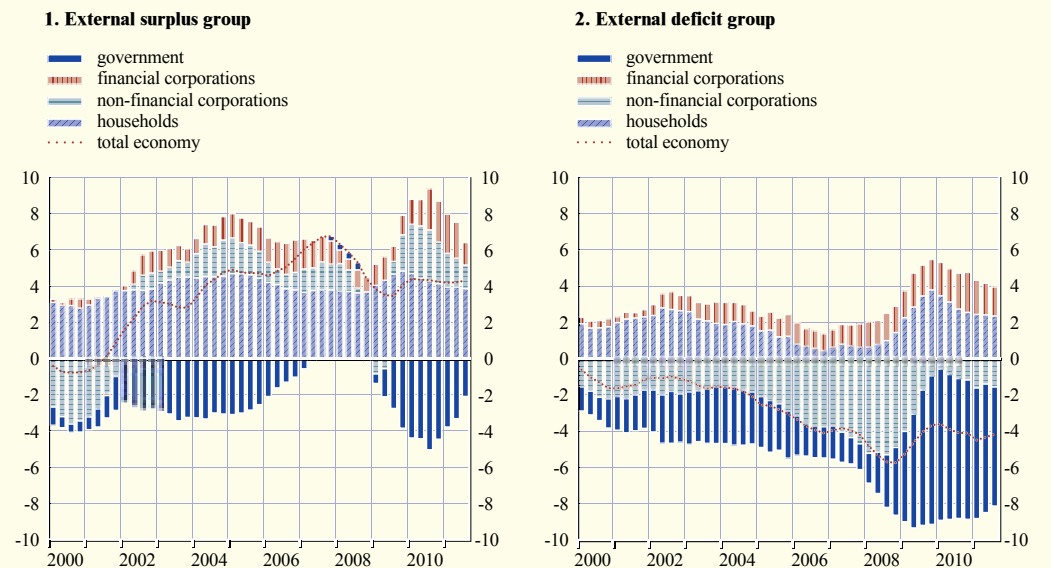 1. External surplus group
government
financial corporations
non-financial corporations
households
total economy
10 10
8 8
6 6
4 4
2 2
0 0
-2 -2
-4 -4
-6 -6
-8 -8
-10 -10
2000 2002 2004 2006 2008 2010
2. External deficit group
government
financial corporations
non-financial corporations
households
total economy
10 10
8 8
6 6
4 4
2 2
0 0
-2 -2
-4 -4
-6 -6
-8 -8
-10 -10
2000 2002 2004 2006 2008 2010